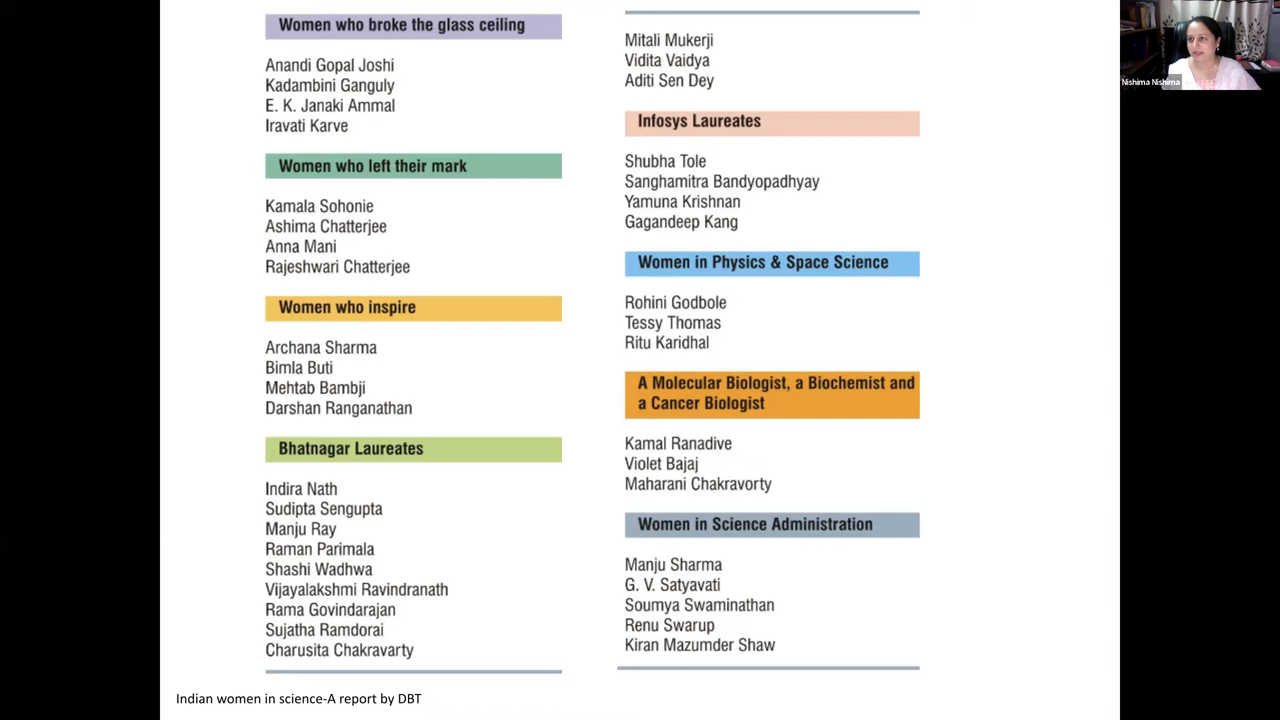 Women who broke the glass ceiling
Anandi Gopal Joshi
Kadambini Ganguly
E. K. Janaki Ammal
Iravati Karve
Women who left their mark
Kamala Sohonie
Ashima Chatterjee
Anna Mani
Rajeshwari Chatterjee
Women who inspire
Archana Sharma
Bimla Buti
Mehtab Bambji
Darshan Ranganathan
Bhatnagar Laureates
Indira Nath
Sudipta Sengupta
Manju Ray
Raman Parimala
Shashi Wadhwa
Vijayalakshmi Ravindranath
Rama Govindarajan
Sujatha Ramdorai
Charusita Chakravarty
Mitali Mukerji
Vidita Vaidya
Aditi Sen Dey
Infosys Laureates
Shubha Tole
Sanghamitra Bandyopadhyay
Yamuna Krishnan
Gagandeep Kang
Women in Physics & Space Science
Rohini Godbole
Tessy Thomas
Ritu Karidhal
A Molecular Biologist, a Biochemist and
a Cancer Biologist
Kamal Ranadive
Violet Bajaj
Maharani Chakravorty
Women in Science Administration
Manju Sharma
G. V. Satyavati
Soumya Swaminathan
Renu Swarup
Kiran Mazumder Shaw
Indian women in science-A report by DBT
Nishima Nishima